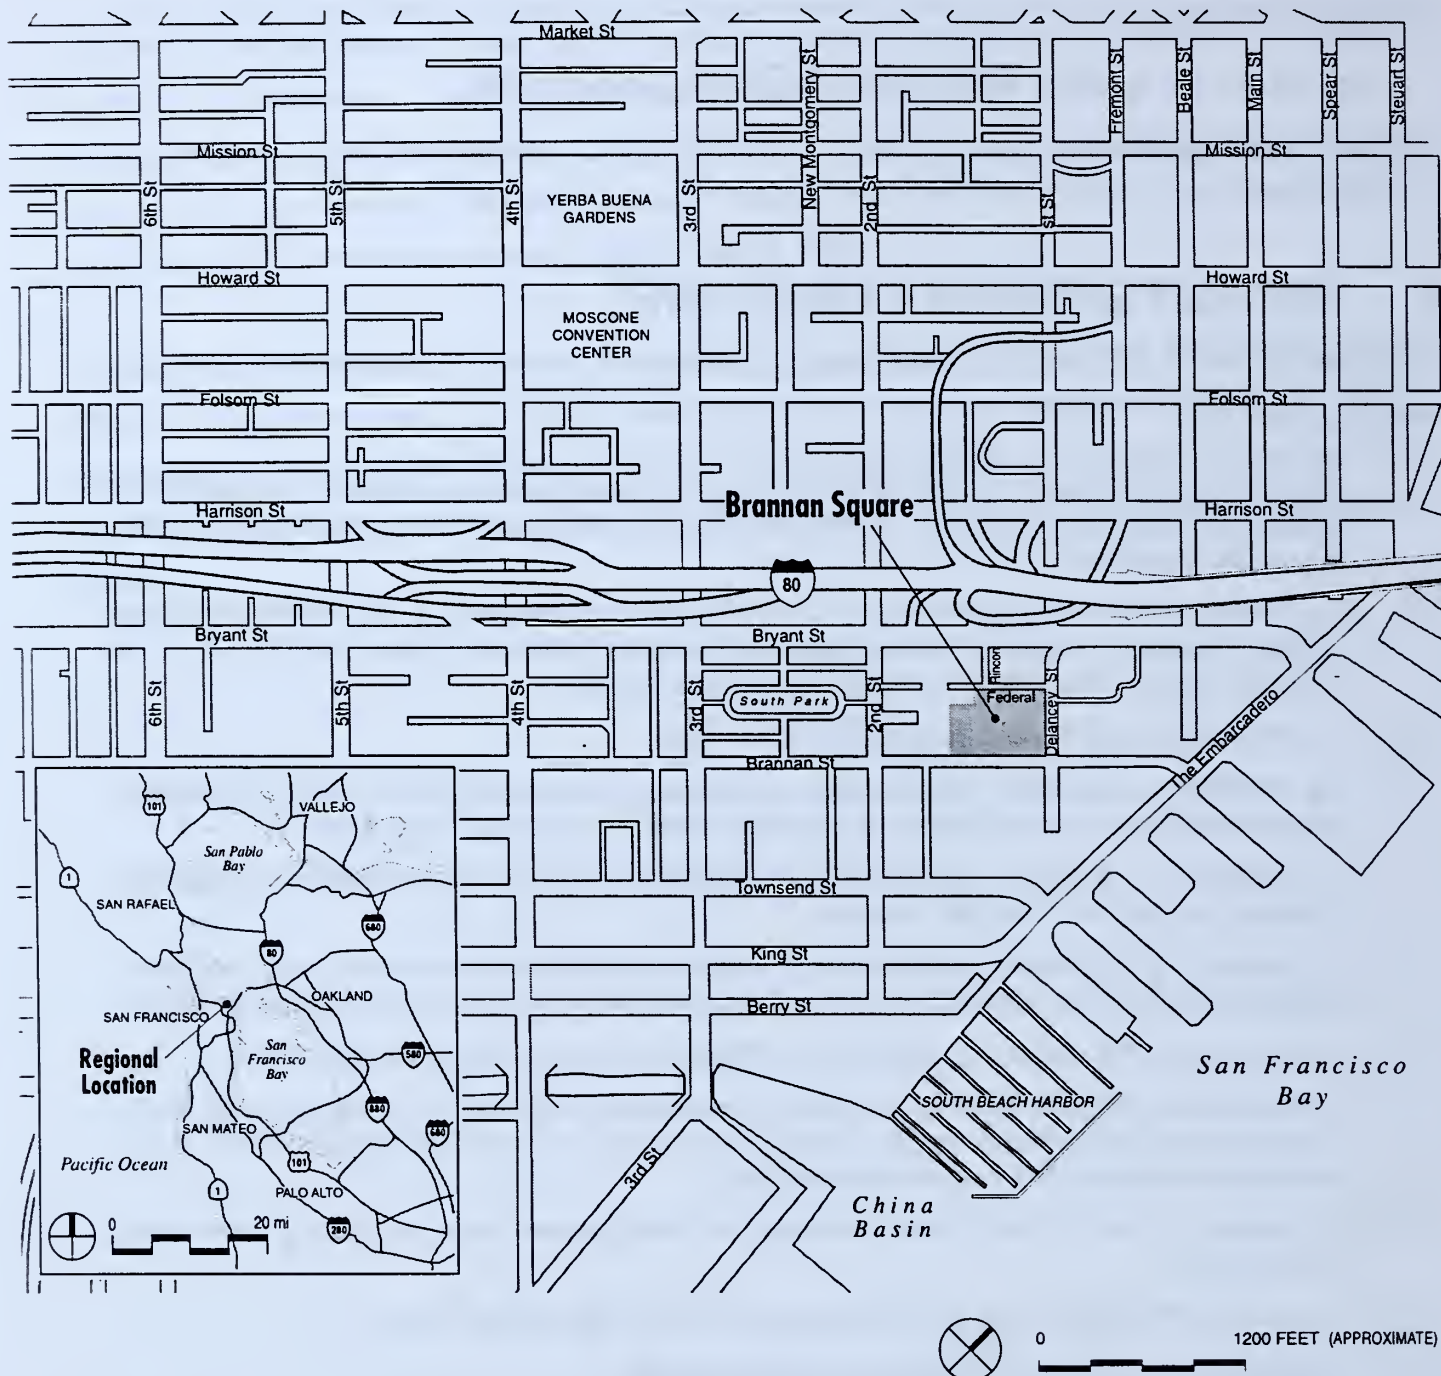 Market St
New Montgomery St
Fremont St
Beale St
Main St
Spear St
Steuart St
Mission St
Mission St
6th St
5th St
4th St
YERBA BUENA
GARDENS
3rd St
2nd St
st St
Howard St
Howard St
MOSCONE
CONVENTION
CENTER
Folsom St
Folsom St
Brannan Square
Harrison St
Harrison St
80
Bryant St
Bryant St
6th St
5th St
4th St
3rd St
South Park
2nd St
Rincon
Federal
Delancey St
The Embarcadero
Brannan St
Townsend St
King St
Berry St
3rd St
SOUTH BEACH HARBOR
San Francisco
Bay
China
Basin
101
VALLEJO
San Pablo
Bay
1
SAN RAFAEL
680
80
OAKLAND
SAN FRANCISCO
Regional
Location
San
Francisco
Bay
580
880
680
SAN MATEO
101
Pacific Ocean
1
PALO ALTO
280
0
20 mi
0
1200 FEET (APPROXIMATE)